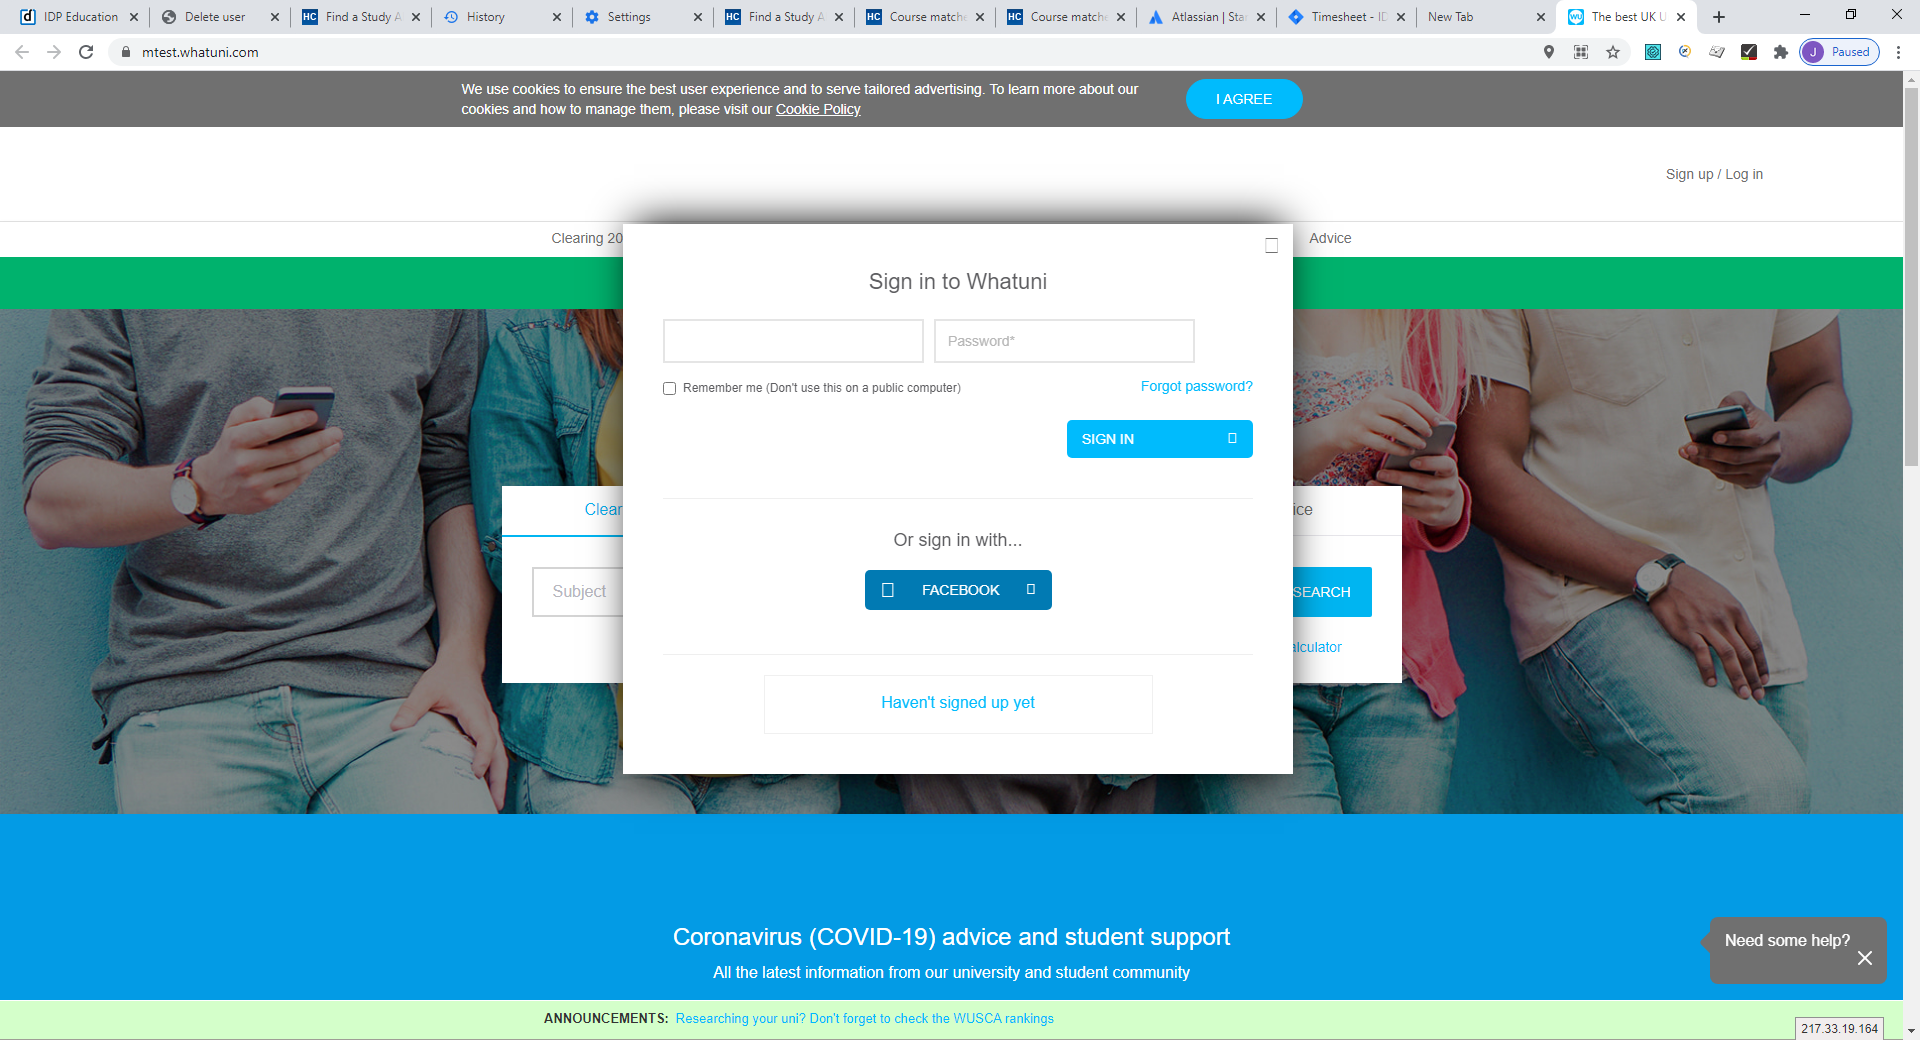 IDP Education
Delete user
Find a Study A
History
Settings
Find a Study A
Course matche
Course matche
Atlassian | Star
Timesheet - ID
New Tab
The best UK U
mtest.whatuni.com
J Paused
We use cookies to ensure the best user experience and to serve tailored advertising. To learn more about our
cookies and how to manage them, please visit our Cookie Policy
I AGREE
Sign up / Log in
Clearing 20
Advice
Sign in to Whatuni
Password*
Remember me (Don't use this on a public computer)
Forgot password?
SIGN IN
Clear
ice
Or sign in with...
Subject
FACEBOOK
SEARCH
alculator
Haven't signed up yet
Coronavirus (COVID-19) advice and student support
All the latest information from our university and student community
Need some help?
ANNOUNCEMENTS: Researching your uni? Don't forget to check the WUSCA rankings
217.33.19.164